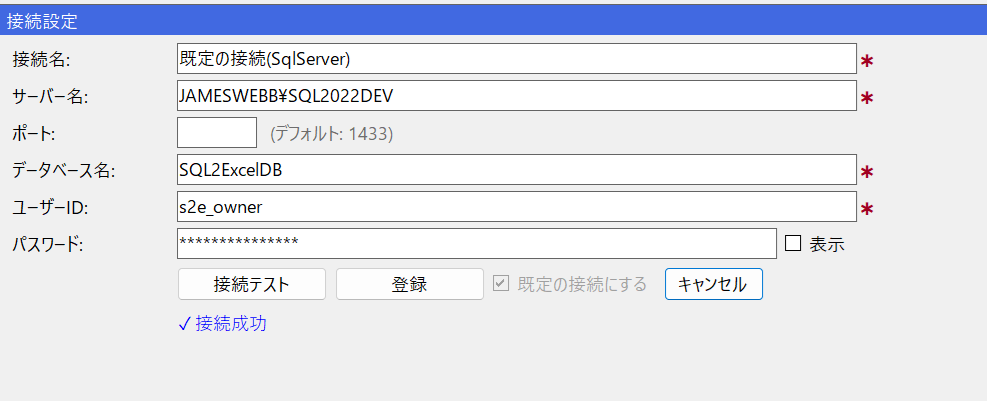 接続設定
接続名: 既定の接続(SqlServer) *
サーバー名: JAMESWEBB¥SQL2022DEV *
ポート: (デフォルト: 1433)
データベース名: SQL2ExcelDB *
ユーザーID: s2e_owner *
パスワード: *************** 表示
接続テスト 登録 既定の接続にする キャンセル
✓ 接続成功